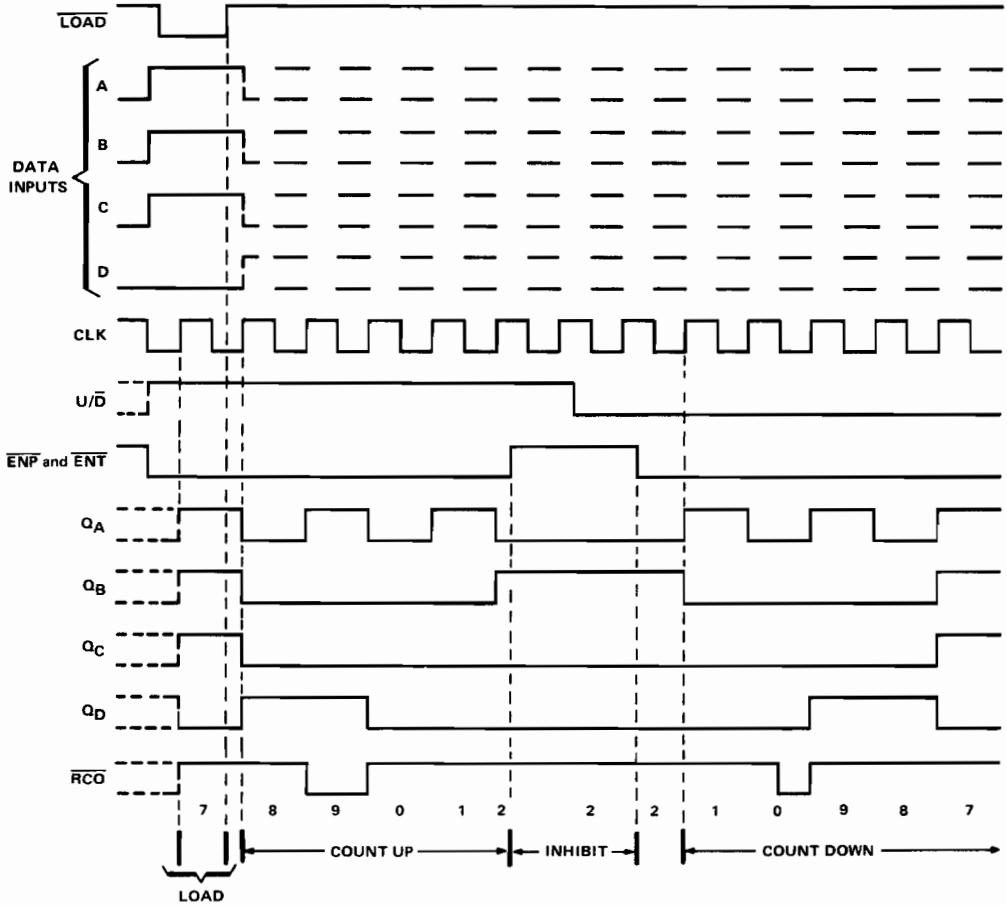 LOAD
A
B
DATA
INPUTS
C
D
CLK
U/D
ENP and ENT
QA
QB
QC
QD
RCO
7 8 9 0 1 2 2 2 1 0 9 8 7
COUNT UP INHIBIT COUNT DOWN
LOAD